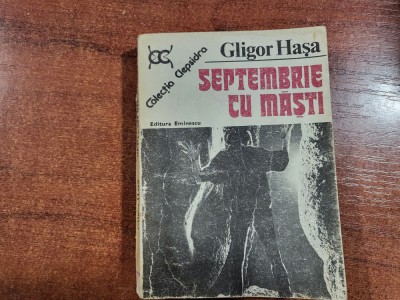 Colecția Clepsidra
Gligor Hașa
SEPTEMBRIE
CU MĂȘTI
Editura Eminescu